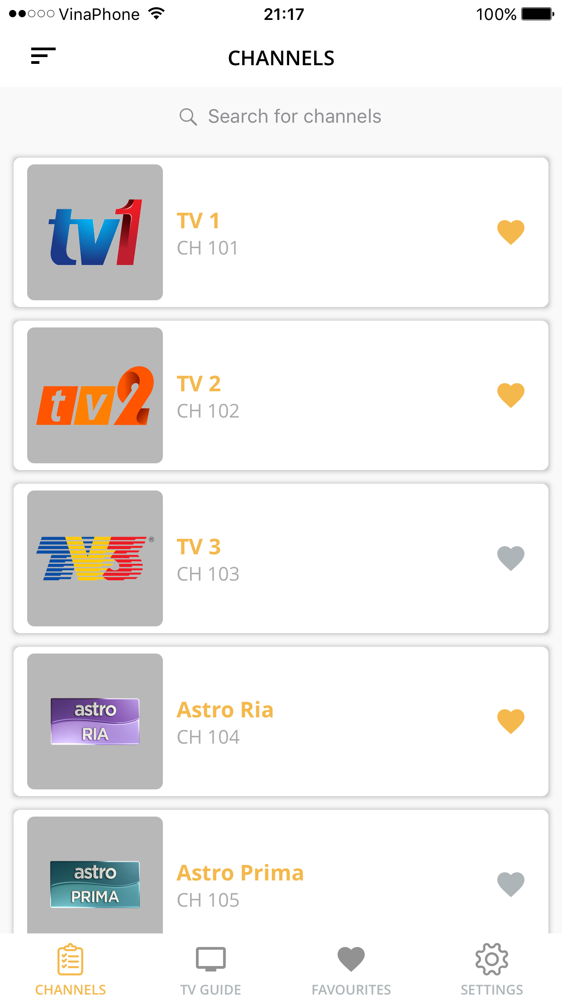 VinaPhone 21:17 100%
CHANNELS
Search for channels
tv1
TV 1
CH 101
tv2
TV 2
CH 102
TV3®
TV 3
CH 103
astro
RIA
Astro Ria
CH 104
astro
PRIMA
Astro Prima
CH 105
CHANNELS TV GUIDE FAVOURITES SETTINGS